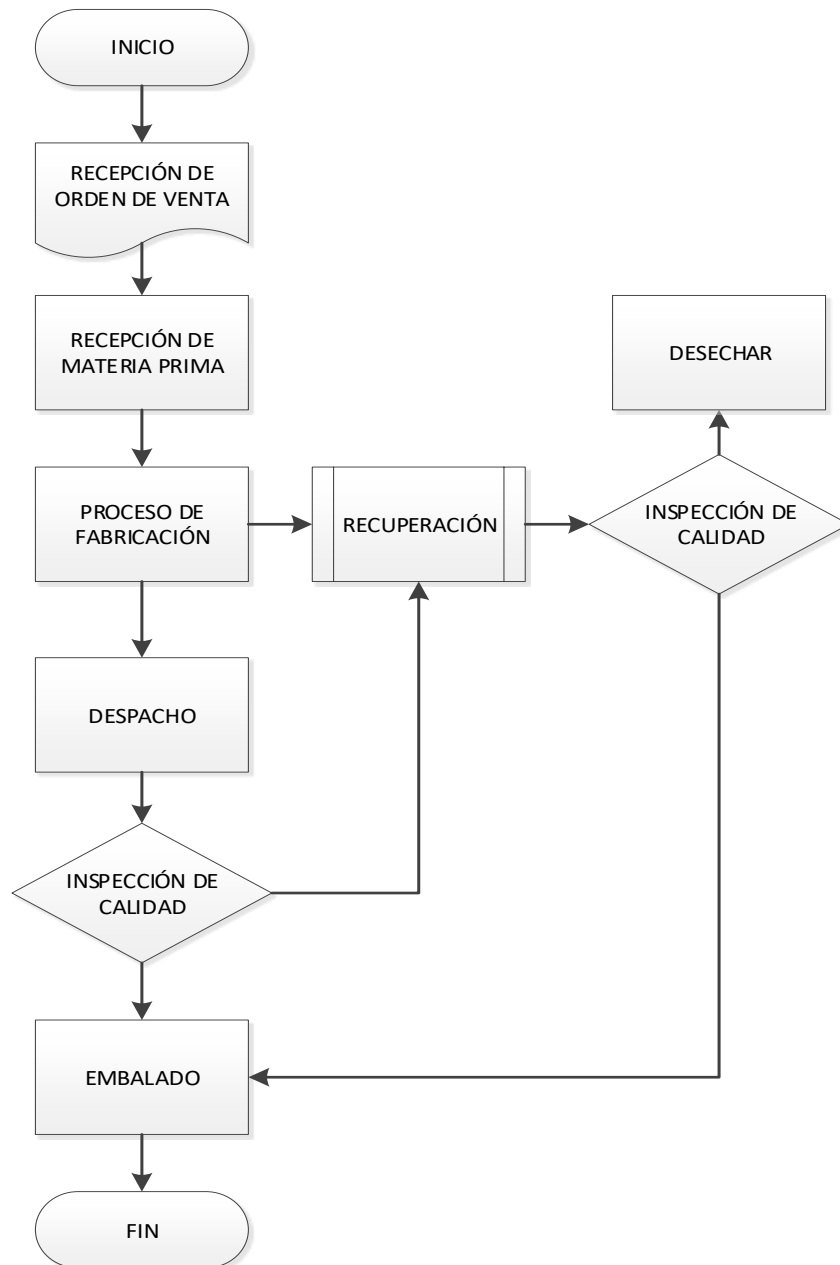 INICIO
RECEPCIÓN DE
ORDEN DE VENTA
RECEPCIÓN DE
MATERIA PRIMA
DESECHAR
PROCESO DE
FABRICACIÓN
RECUPERACIÓN
INSPECCIÓN DE
CALIDAD
DESPACHO
INSPECCIÓN DE
CALIDAD
EMBALADO
FIN